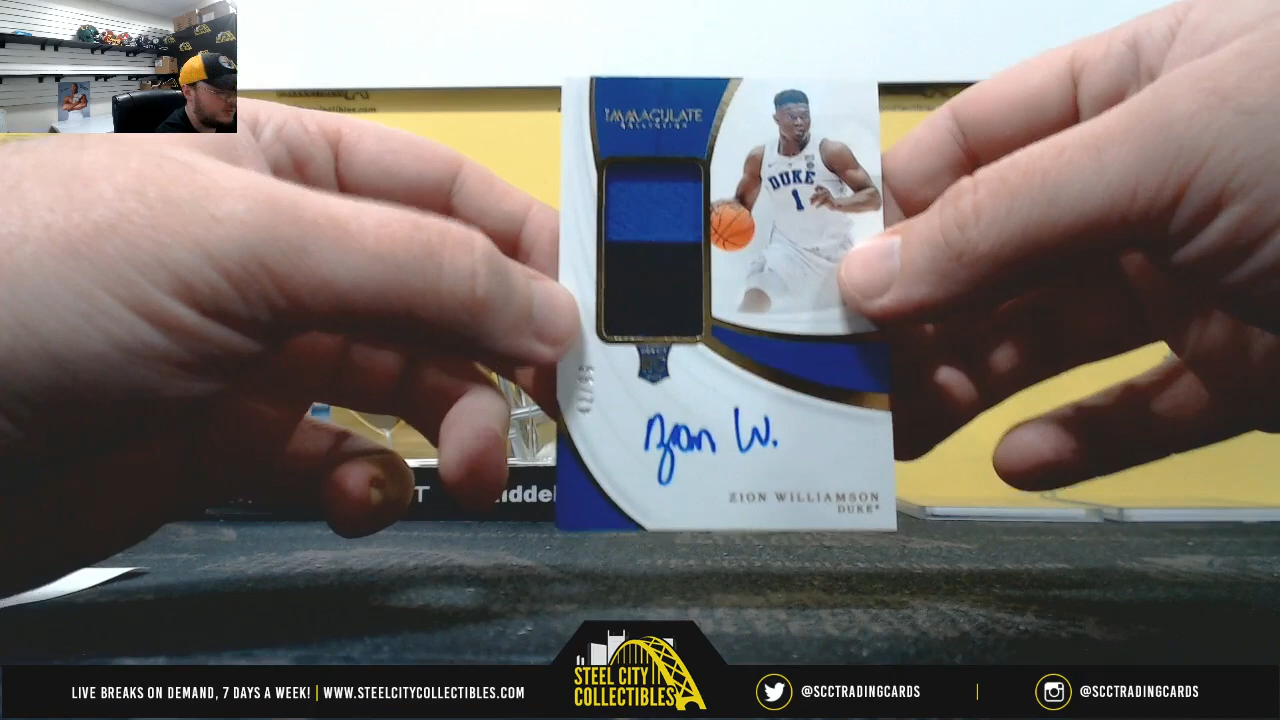 IMMACULATE
COLLECTION
DUKE
1
Zion W.
ZION WILLIAMSON
DUKE
LIVE BREAKS ON DEMAND, 7 DAYS A WEEK! | WWW.STEELCITYCOLLECTIBLES.COM
STEEL CITY
COLLECTIBLES
@SCCTRADINGCARDS
@SCCTRADINGCARDS